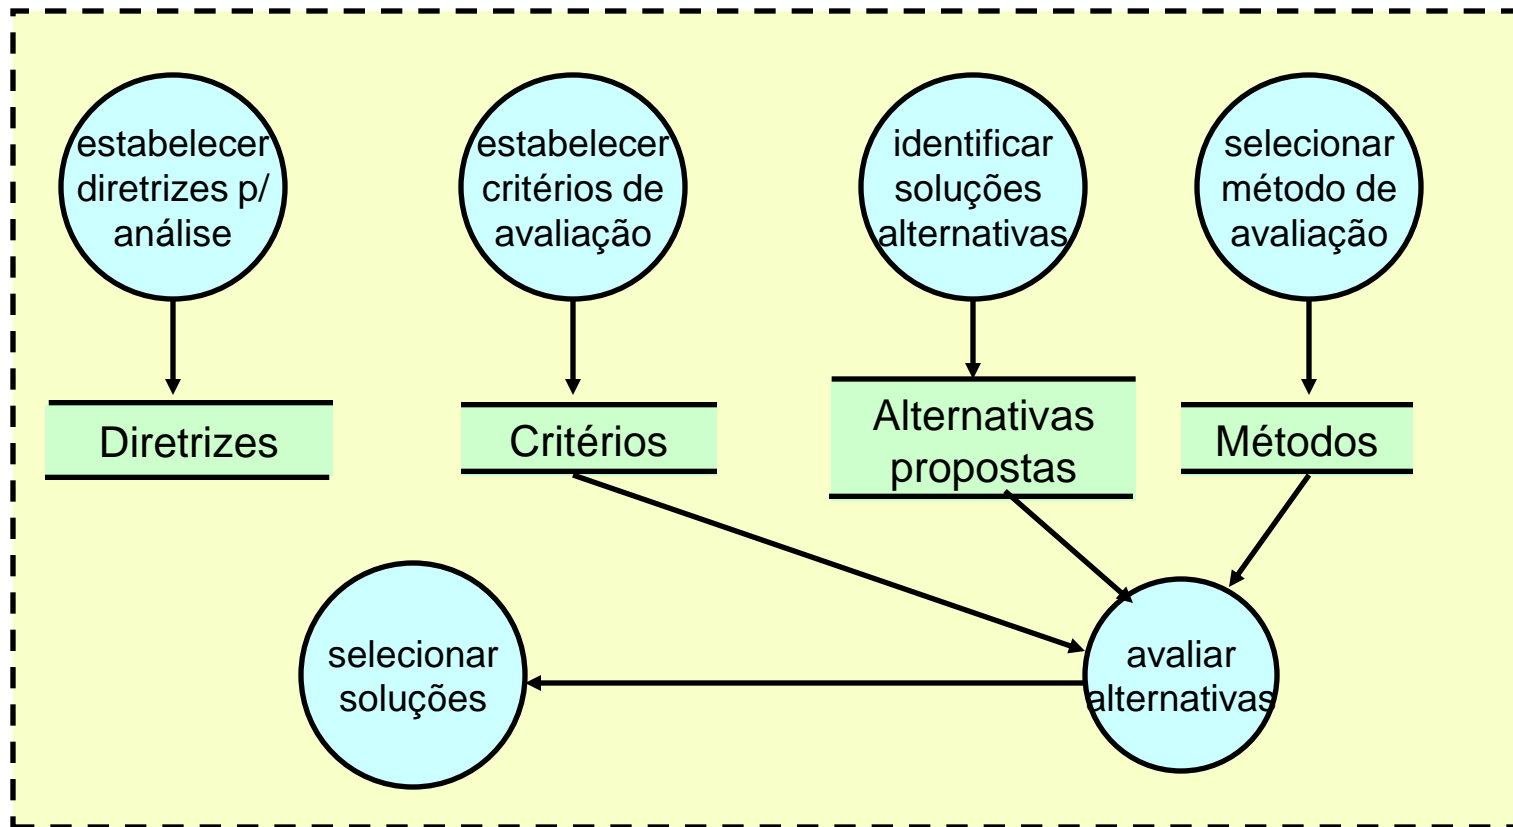 estabelecer
diretrizes p/
análise
estabelecer
critérios de
avaliação
identificar
soluções
alternativas
selecionar
método de
avaliação
Diretrizes
Critérios
Alternativas
propostas
Métodos
selecionar
soluções
avaliar
alternativas